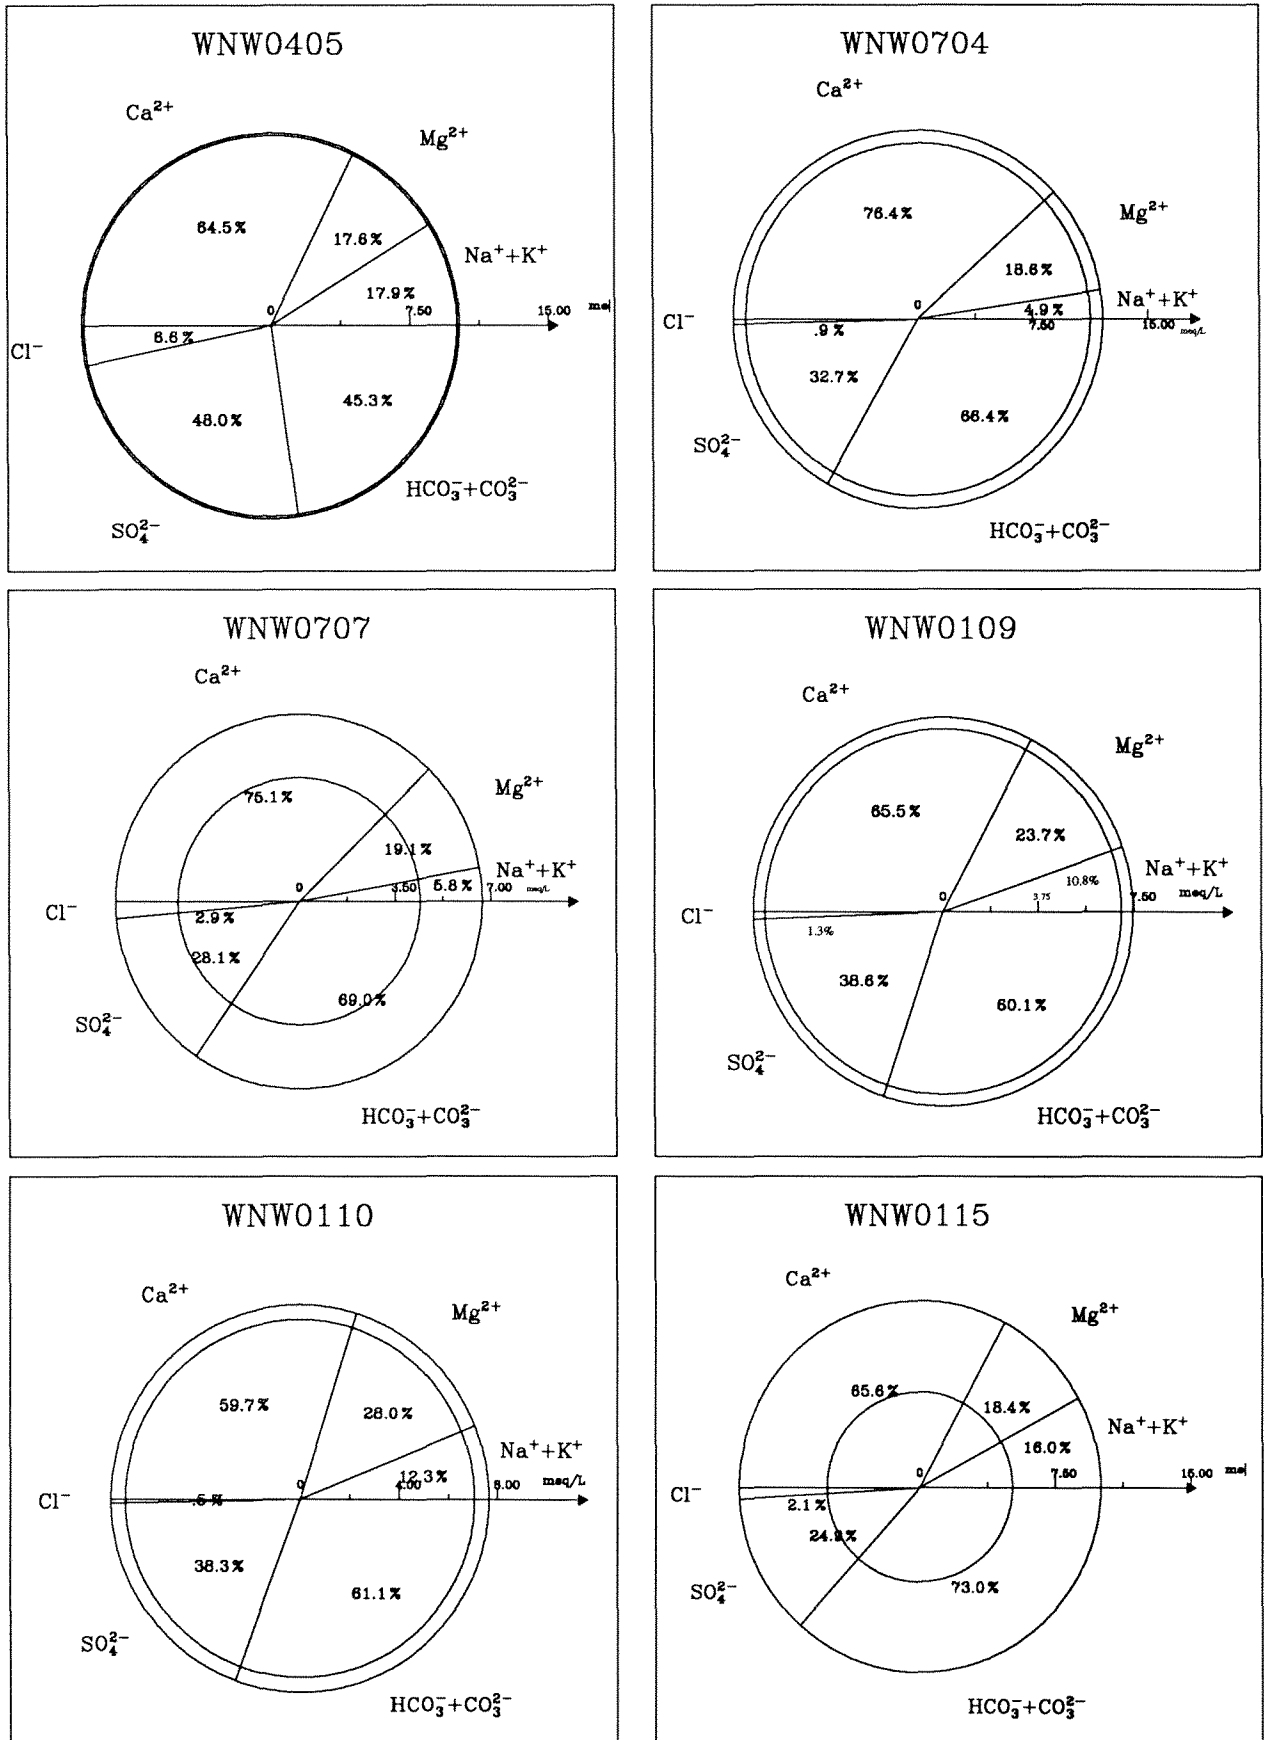 WNW0405
Ca²⁺
Mg²⁺
64.5%
17.6%
Na⁺+K⁺
17.9%
0 7.50 15.00
6.6%
Cl⁻
45.3%
48.0%
HCO₃⁻+CO₃²⁻
SO₄²⁻
WNW0704
Ca²⁺
76.4%
Mg²⁺
18.6%
Na⁺+K⁺
4.9%
0 7.50 15.00 meq/L
Cl⁻
.9%
32.7%
66.4%
SO₄²⁻
HCO₃⁻+CO₃²⁻
WNW0707
Ca²⁺
75.1%
Mg²⁺
19.1%
Na⁺+K⁺
5.8%
0 3.50 7.00 meq/L
Cl⁻
2.9%
28.1%
69.0%
SO₄²⁻
HCO₃⁻+CO₃²⁻
WNW0109
Ca²⁺
Mg²⁺
65.5%
23.7%
Na⁺+K⁺
10.8%
0 3.75 7.50 meq/L
Cl⁻
1.3%
38.6%
60.1%
SO₄²⁻
HCO₃⁻+CO₃²⁻
WNW0110
Ca²⁺
Mg²⁺
59.7%
28.0%
Na⁺+K⁺
12.3%
0 4.00 meq/L
Cl⁻
38.3%
61.1%
SO₄²⁻
HCO₃⁻+CO₃²⁻
WNW0115
Ca²⁺
Mg²⁺
65.6%
18.4%
Na⁺+K⁺
16.0%
0 7.50 15.00
Cl⁻
2.1%
24.9%
73.0%
SO₄²⁻
HCO₃⁻+CO₃²⁻